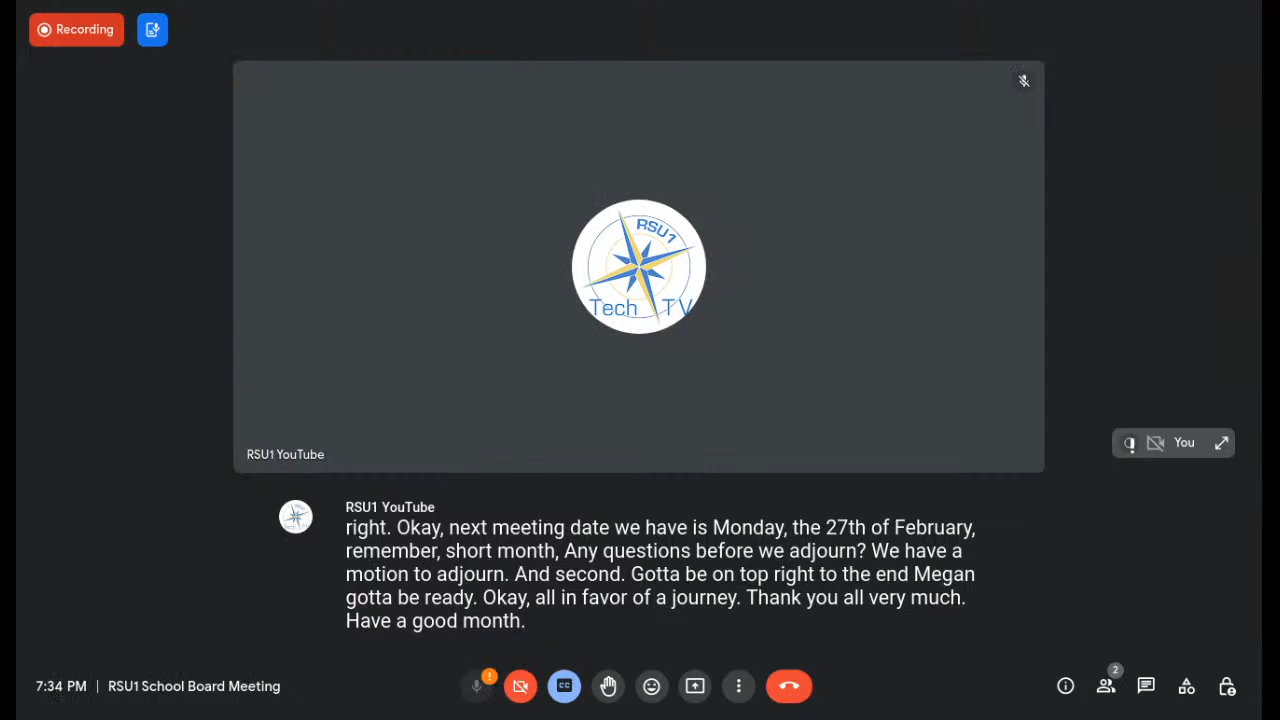 Recording
RSU1
Tech TV
RSU1 YouTube
You
RSU1 YouTube
right. Okay, next meeting date we have is Monday, the 27th of February,
remember, short month, Any questions before we adjourn? We have a
motion to adjourn. And second. Gotta be on top right to the end Megan
gotta be ready. Okay, all in favor of a journey. Thank you all very much.
Have a good month.
7:34 PM | RSU1 School Board Meeting
!
CC
2